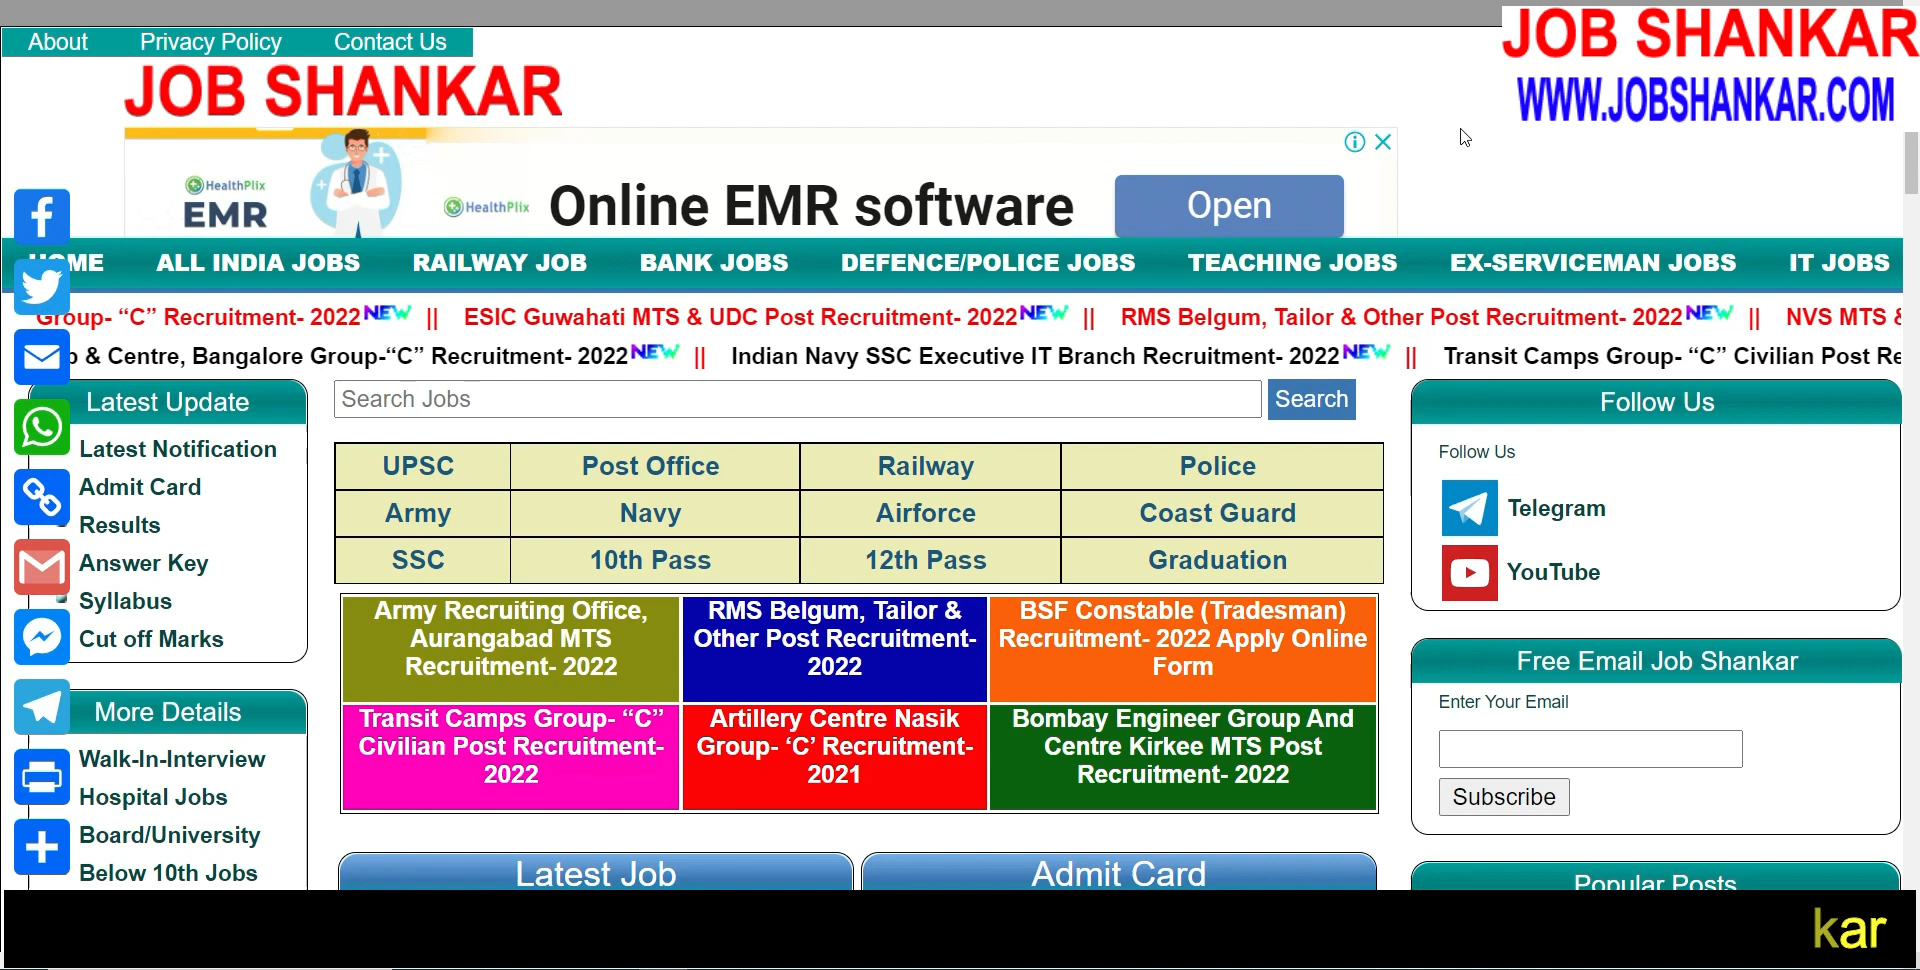 About Privacy Policy Contact Us
JOB SHANKAR
JOB SHANKAR
WWW.JOBSHANKAR.COM
HealthPlix
EMR
HealthPlix
Online EMR software
Open
HOME ALL INDIA JOBS RAILWAY JOB BANK JOBS DEFENCE/POLICE JOBS TEACHING JOBS EX-SERVICEMAN JOBS IT JOBS
Group- “C” Recruitment- 2022 NEW || ESIC Guwahati MTS & UDC Post Recruitment- 2022 NEW || RMS Belgum, Tailor & Other Post Recruitment- 2022 NEW || NVS MTS &
& Centre, Bangalore Group-“C” Recruitment- 2022 NEW || Indian Navy SSC Executive IT Branch Recruitment- 2022 NEW || Transit Camps Group- “C” Civilian Post Re
Latest Update
Latest Notification
Admit Card
Results
Answer Key
Syllabus
Cut off Marks
More Details
Walk-In-Interview
Hospital Jobs
Board/University
Below 10th Jobs
Search Jobs Search
UPSC Post Office Railway Police
Army Navy Airforce Coast Guard
SSC 10th Pass 12th Pass Graduation
Army Recruiting Office,
Aurangabad MTS
Recruitment- 2022
RMS Belgum, Tailor &
Other Post Recruitment-
2022
BSF Constable (Tradesman)
Recruitment- 2022 Apply Online
Form
Transit Camps Group- “C”
Civilian Post Recruitment-
2022
Artillery Centre Nasik
Group- ‘C’ Recruitment-
2021
Bombay Engineer Group And
Centre Kirkee MTS Post
Recruitment- 2022
Latest Job
Admit Card
Follow Us
Follow Us
Telegram
YouTube
Free Email Job Shankar
Enter Your Email
Subscribe
Popular Posts
kar